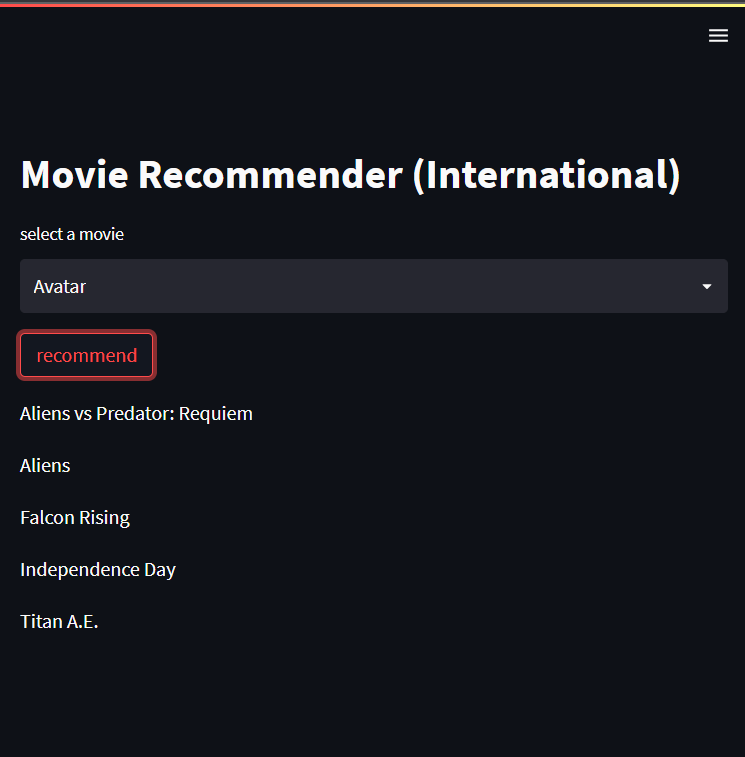 Movie Recommender (International)
select a movie
Avatar
recommend
Aliens vs Predator: Requiem
Aliens
Falcon Rising
Independence Day
Titan A.E.